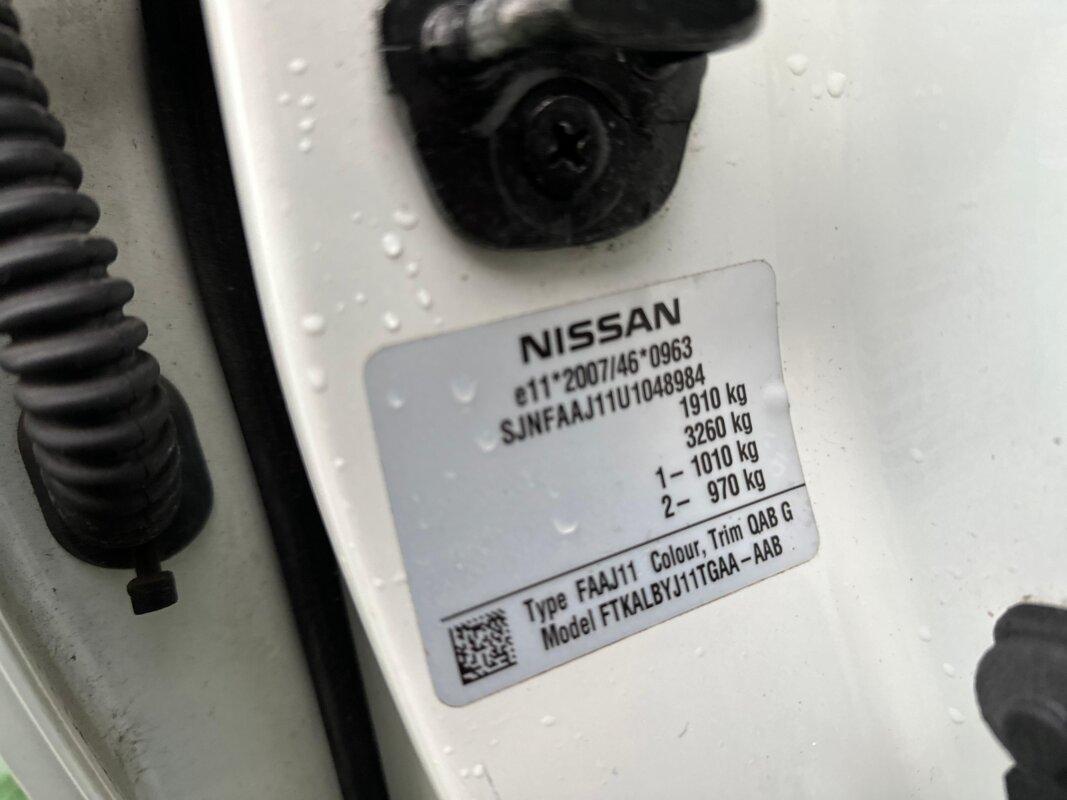 NISSAN
e11*2007/46*0963
SJNFAAJ11U1048984
1910 kg
3260 kg
1– 1010 kg
2– 970 kg
Type FAAJ11 Colour, Trim QAB G
Model FTKALBYJ11TGAA–AAB